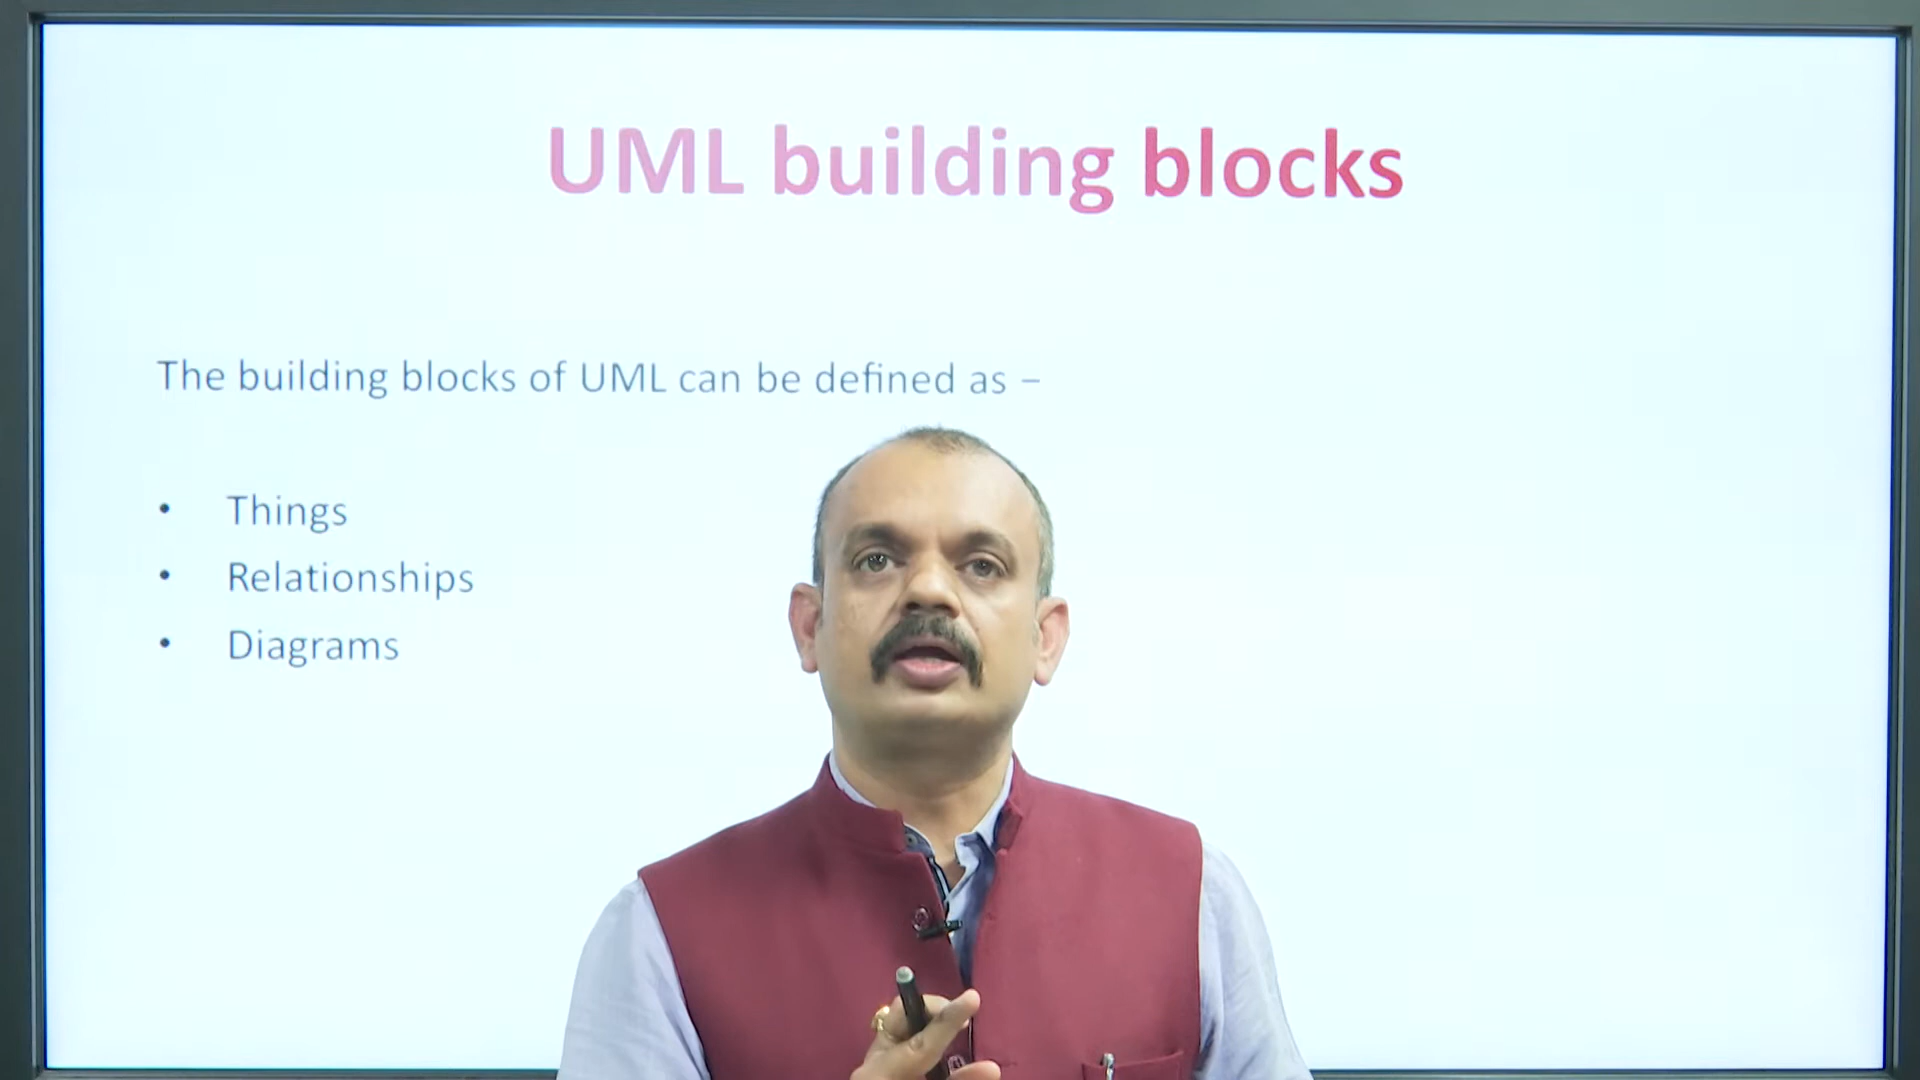 UML building blocks
The building blocks of UML can be defined as –
• Things
• Relationships
• Diagrams